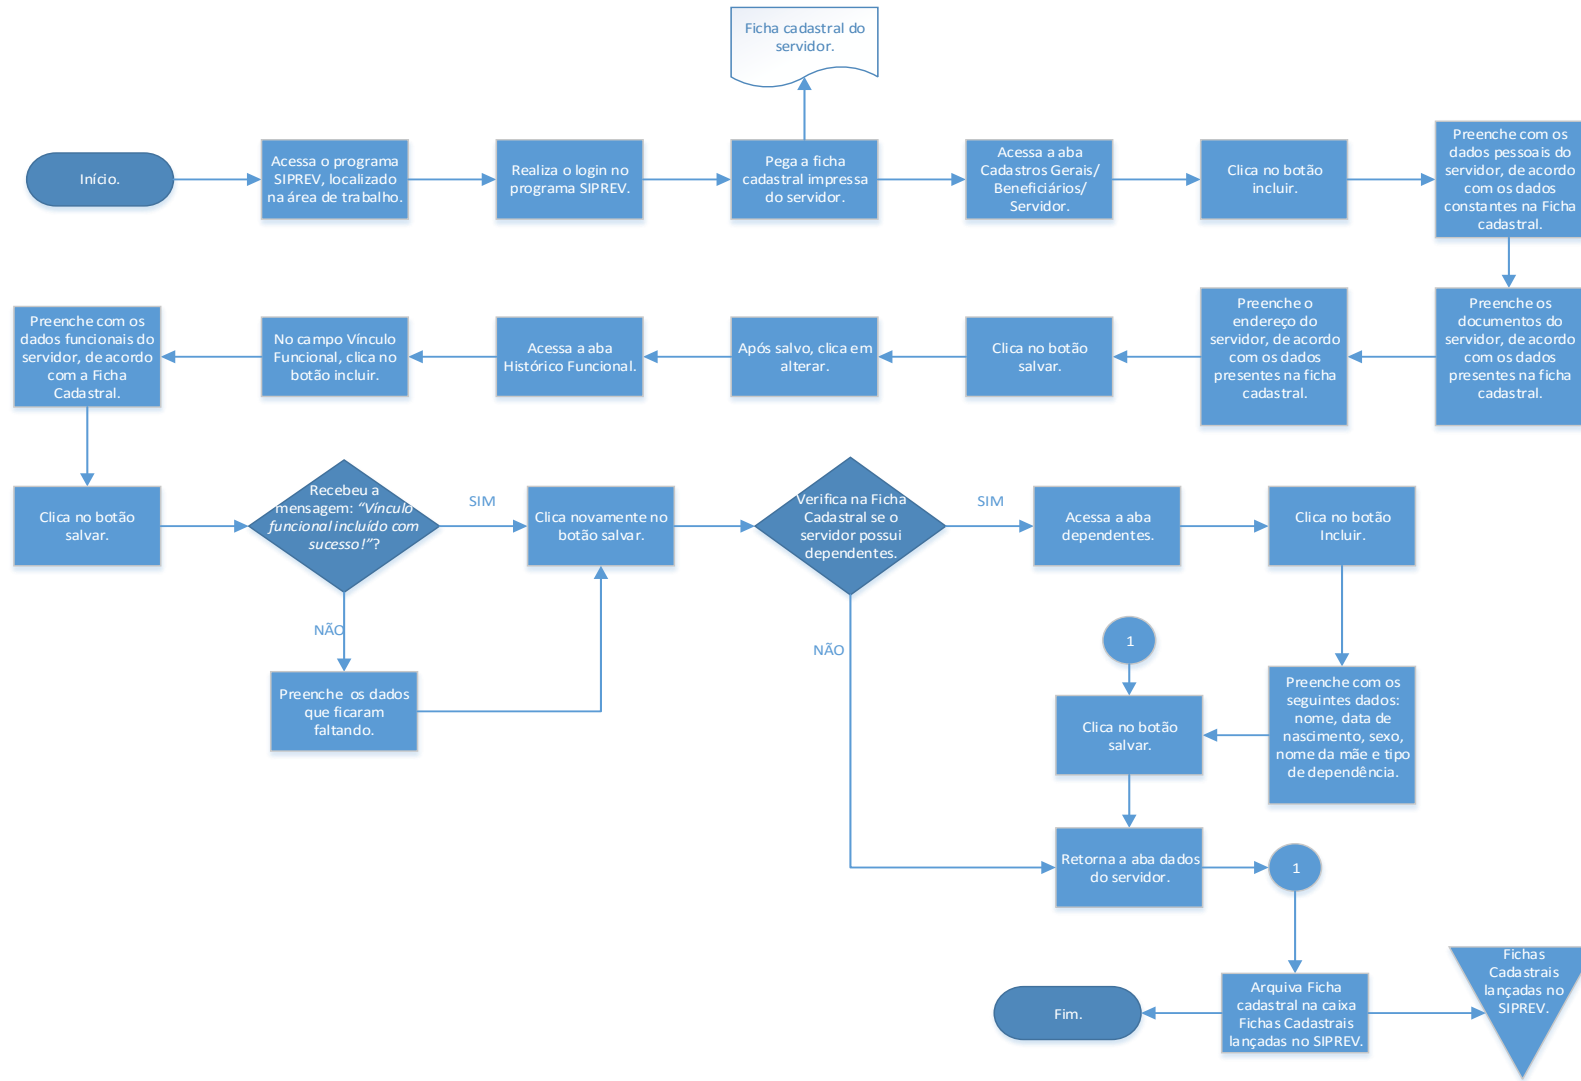 Ficha cadastral do
servidor.
Início.
Acessa o programa
SIPREV, localizado
na área de trabalho.
Realiza o login no
programa SIPREV.
Pega a ficha
cadastral impressa
do servidor.
Acessa a aba
Cadastros Gerais/
Beneficiários/
Servidor.
Clica no botão
incluir.
Preenche com os
dados pessoais do
servidor, de acordo
com os dados
constantes na Ficha
cadastral.
Preenche os
documentos do
servidor, de acordo
com os dados
presentes na ficha
cadastral.
Preenche o
endereço do
servidor, de acordo
com os dados
presentes na ficha
cadastral.
Clica no botão
salvar.
Após salvo, clica em
alterar.
Acessa a aba
Histórico Funcional.
No campo Vínculo
Funcional, clica no
botão incluir.
Preenche com os
dados funcionais do
servidor, de acordo
com a Ficha
Cadastral.
Clica no botão
salvar.
Recebeu a
mensagem: “Vínculo
funcional incluído com
sucesso!”?
SIM
NÃO
Preenche  os dados
que ficaram
faltando.
Clica novamente no
botão salvar.
Verifica na Ficha
Cadastral se o
servidor possui
dependentes.
SIM
NÃO
Acessa a aba
dependentes.
Clica no botão
Incluir.
Preenche com os
seguintes dados:
nome, data de
nascimento, sexo,
nome da mãe e tipo
de dependência.
1
Clica no botão
salvar.
Retorna a aba dados
do servidor.
1
Arquiva Ficha
cadastral na caixa
Fichas Cadastrais
lançadas no SIPREV.
Fichas
Cadastrais
lançadas no
SIPREV.
Fim.